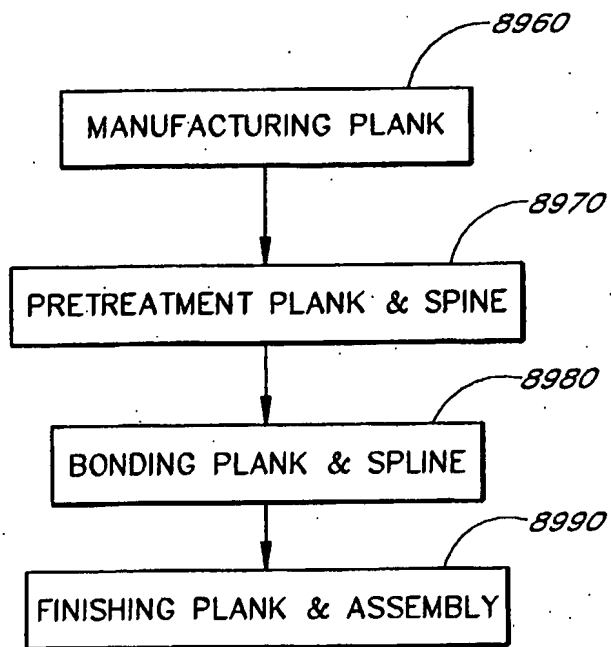 8960
MANUFACTURING PLANK
8970
PRETREATMENT PLANK & SPINE
8980
BONDING PLANK & SPLINE
8990
FINISHING PLANK & ASSEMBLY